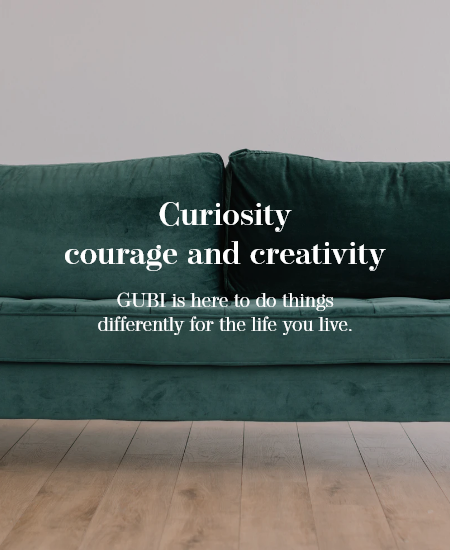 Curiosity
courage and creativity
GUBI is here to do things
differently for the life you live.